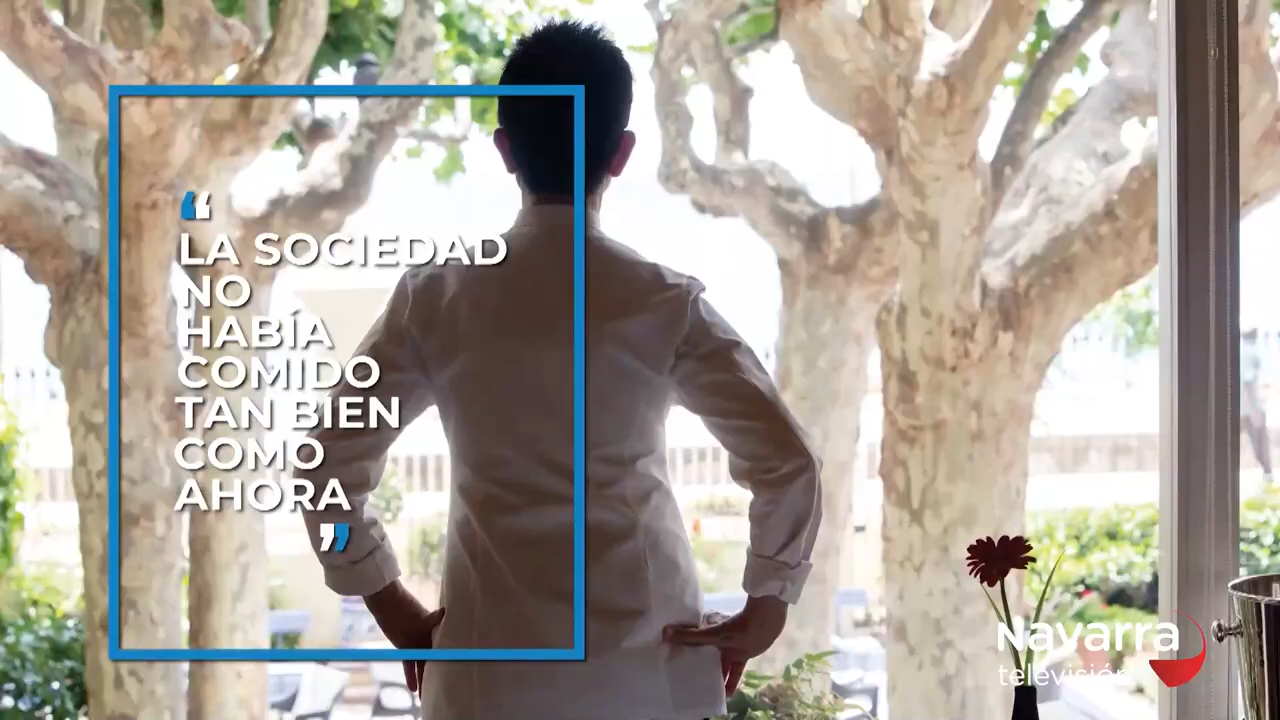 “
LA SOCIEDAD
NO
HABÍA
COMIDO
TAN BIEN
COMO
AHORA
”
Navarra
televisión